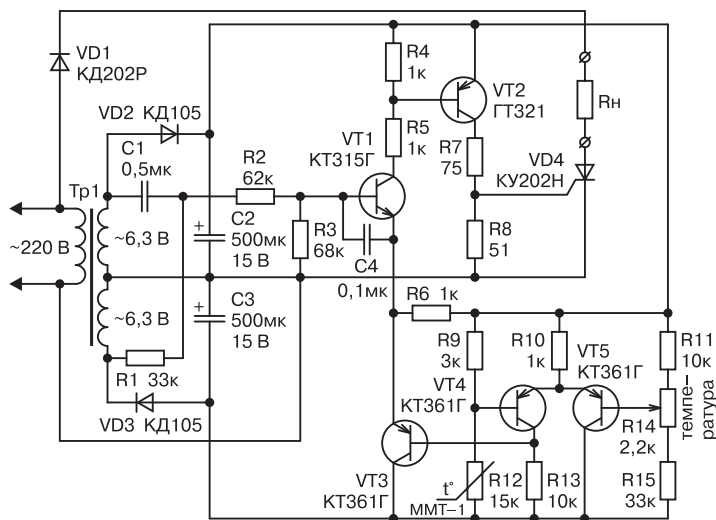 VD1
КД202Р
VD2 КД105
C1
0,5мк
Тр1
~220 В
~6,3 В
~6,3 В
R1 33к
VD3 КД105
R2
62к
+
C2
500мк
15 В
+
C3
500мк
15 В
R3
68к
C4
0,1мк
VT1
КТ315Г
R4
1к
R5
1к
VT2
ГТ321
R7
75
R8
51
Rн
VD4
КУ202Н
R6 1к
R9
3к
R10
1к
VT5
КТ361Г
R11
10к
VT4
КТ361Г
R14
2,2к
темпе-
ратура
VT3
КТ361Г
t°
ММТ–1
R12
15к
R13
10к
R15
33к